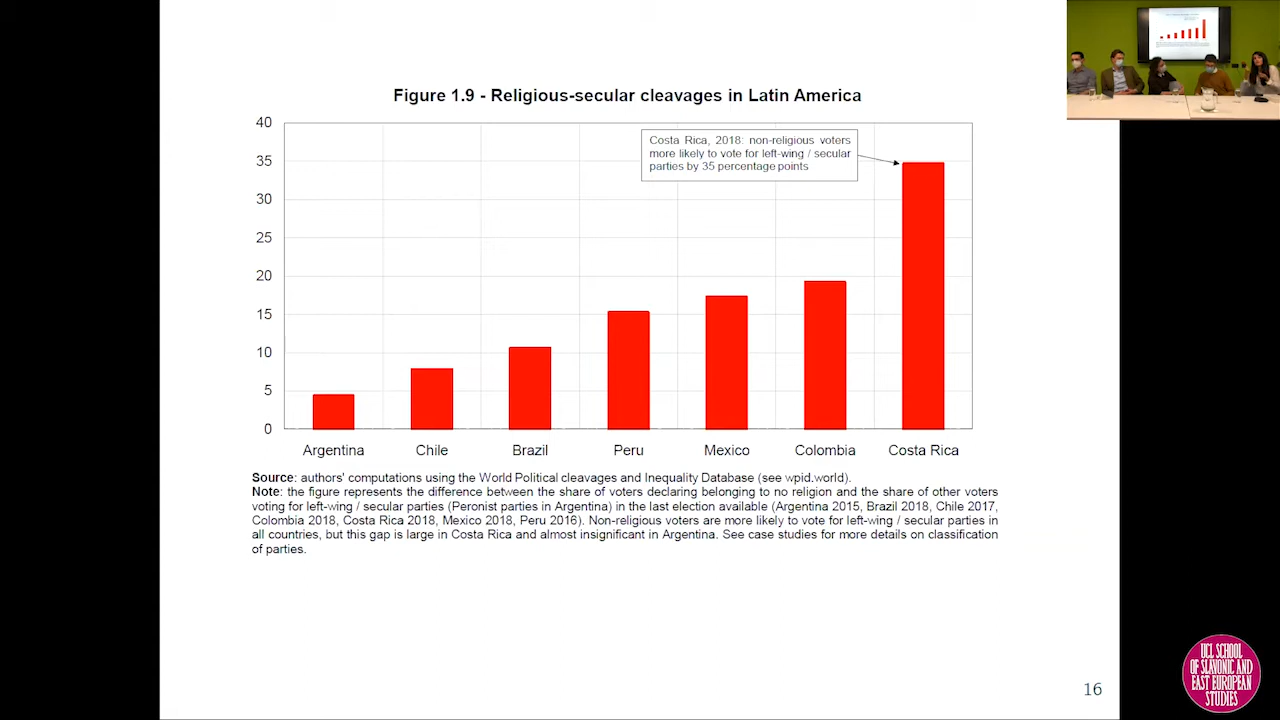 Figure 1.9 - Religious-secular cleavages in Latin America
40
35
30
25
20
15
10
5
0
Costa Rica, 2018: non-religious voters
more likely to vote for left-wing / secular
parties by 35 percentage points
Argentina Chile Brazil Peru Mexico Colombia Costa Rica
Source: authors' computations using the World Political cleavages and Inequality Database (see wpid.world).
Note: the figure represents the difference between the share of voters declaring belonging to no religion and the share of other voters
voting for left-wing / secular parties (Peronist parties in Argentina) in the last election available (Argentina 2015, Brazil 2018, Chile 2017,
Colombia 2018, Costa Rica 2018, Mexico 2018, Peru 2016). Non-religious voters are more likely to vote for left-wing / secular parties in
all countries, but this gap is large in Costa Rica and almost insignificant in Argentina. See case studies for more details on classification
of parties.
16
UCL SCHOOL
OF SLAVONIC AND
EAST EUROPEAN
STUDIES